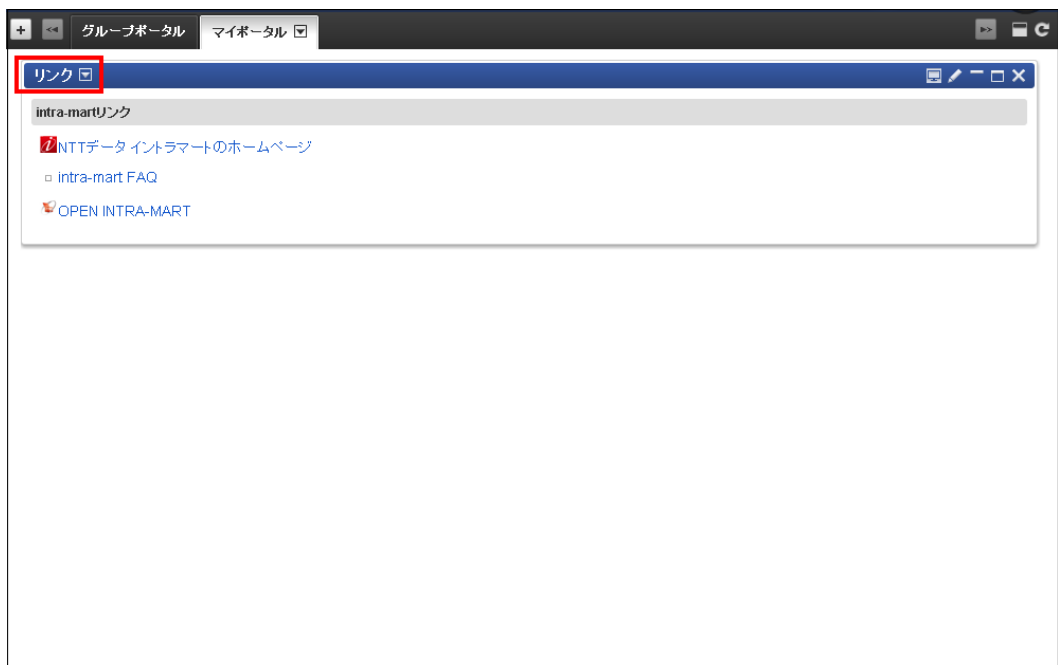 グループポータル マイポータル
リンク
intra-martリンク
NTTデータ イントラマートのホームページ
intra-mart FAQ
OPEN INTRA-MART